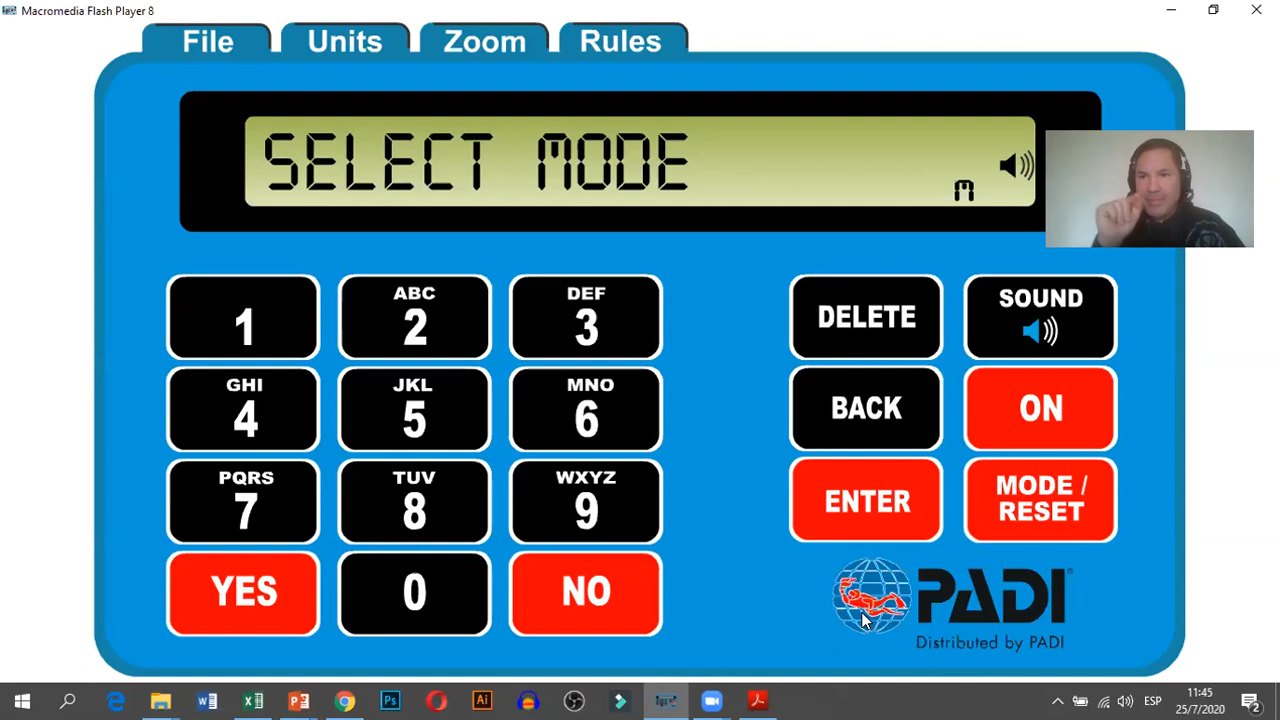 Macromedia Flash Player 8
File Units Zoom Rules
SELECT MODE
M
1
ABC
2
DEF
3
DELETE
SOUND
GHI
4
JKL
5
MNO
6
BACK
ON
PQRS
7
TUV
8
WXYZ
9
ENTER
MODE /
RESET
YES
0
NO
PADI®
Distributed by PADI
ESP
11:45
25/7/2020
2